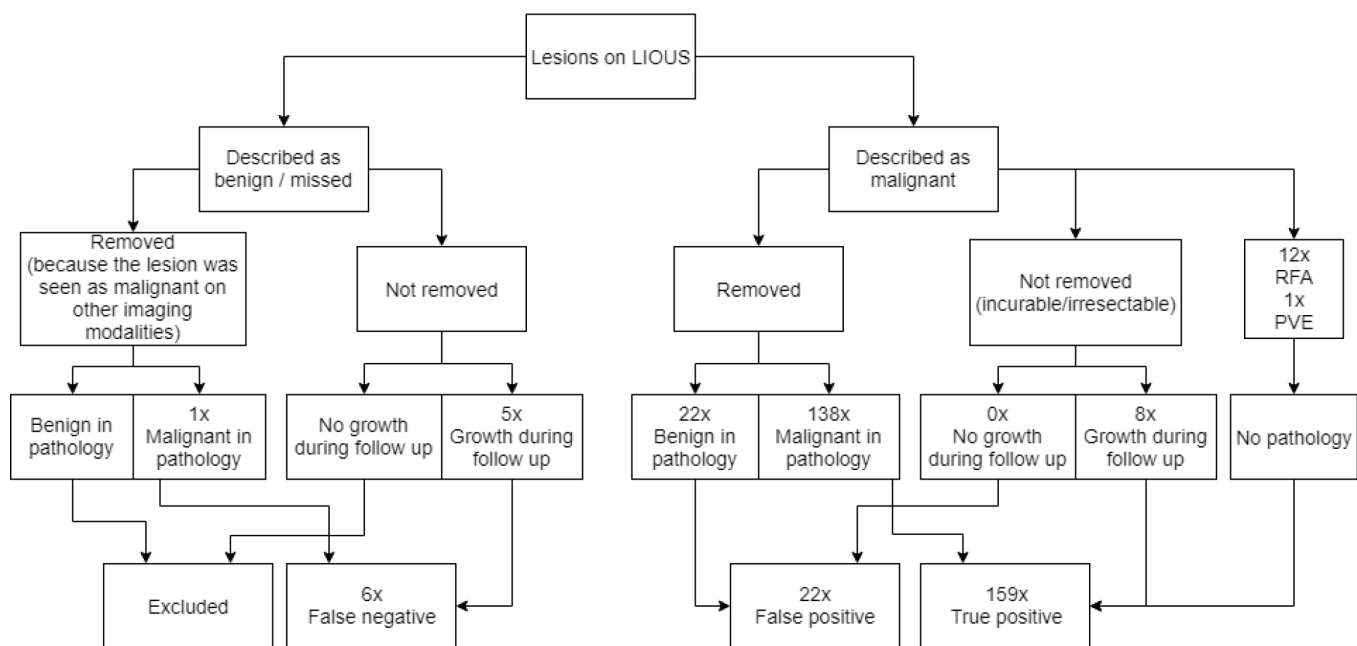 Lesions on LIOUS
Described as
benign / missed
Described as
malignant
Removed
(because the lesion was
seen as malignant on
other imaging
modalities)
Not removed
Removed
Not removed
(incurable/irresectable)
12x
RFA
1x
PVE
Benign in
pathology
1x
Malignant in
pathology
No growth
during follow up
5x
Growth during
follow up
22x
Benign in
pathology
138x
Malignant in
pathology
0x
No growth
during follow up
8x
Growth during
follow up
No pathology
Excluded
6x
False negative
22x
False positive
159x
True positive